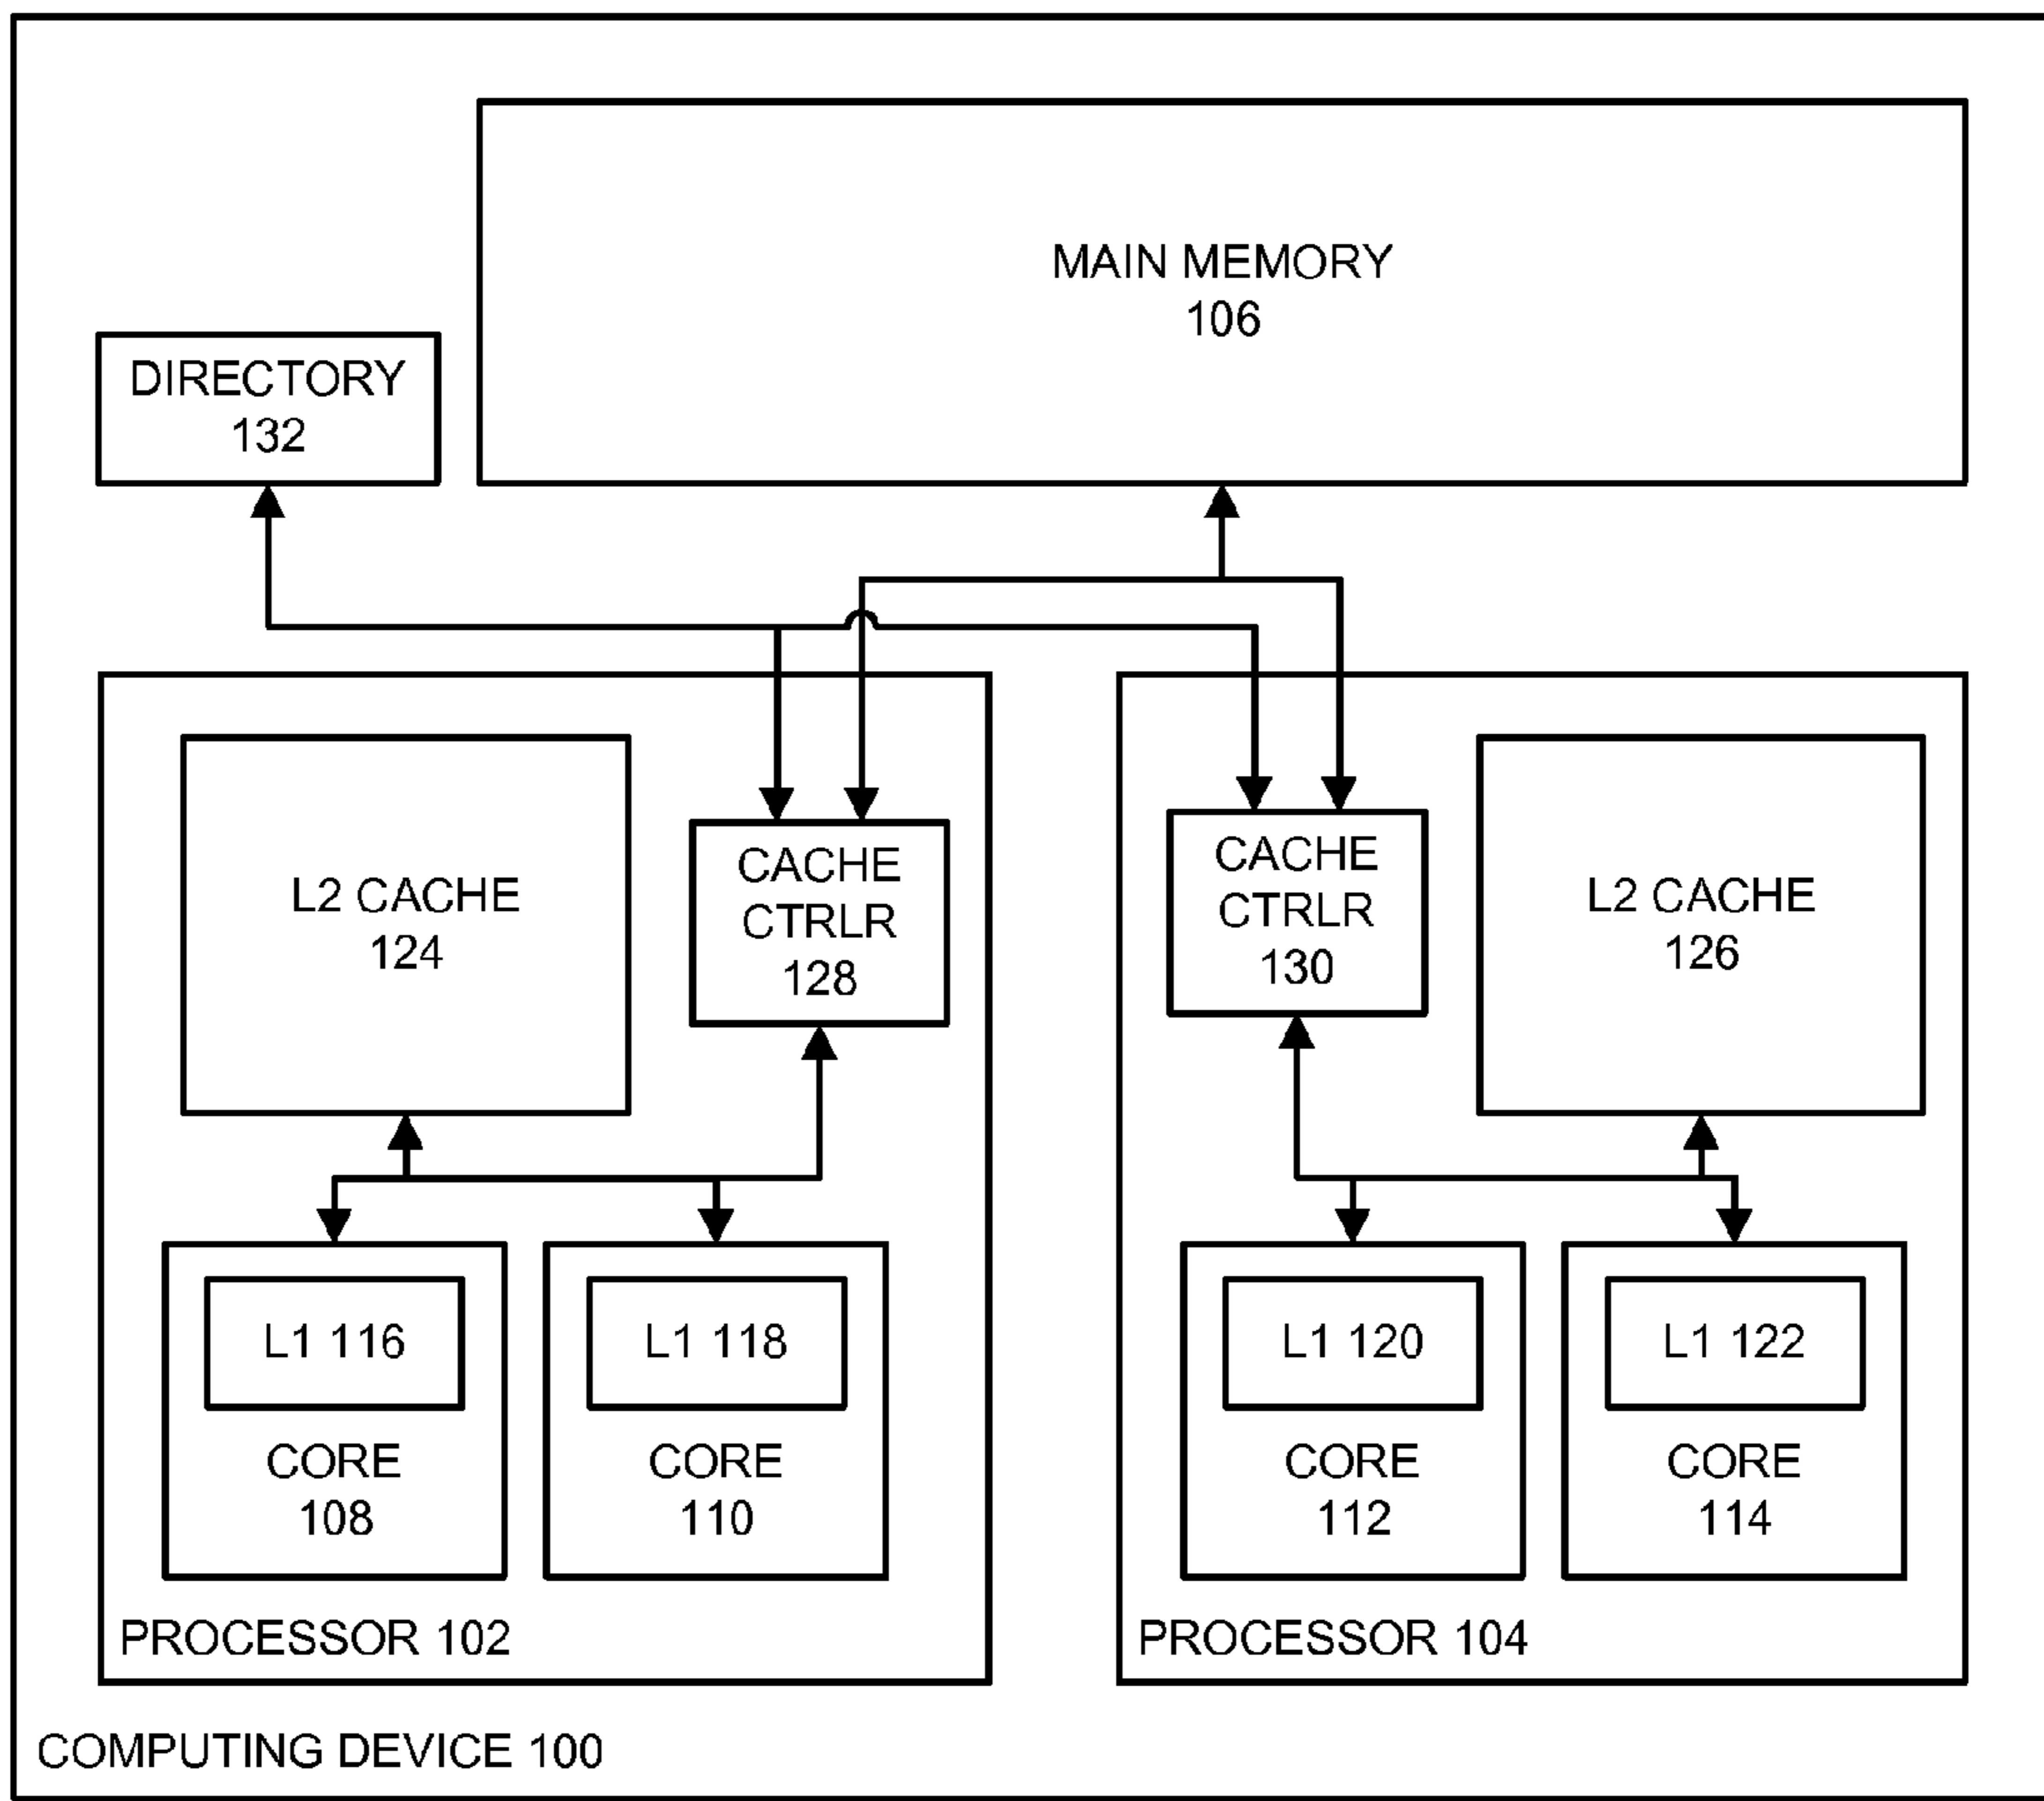 MAIN MEMORY
106
DIRECTORY
132
L2 CACHE
124
CACHE
CTRLR
128
CACHE
CTRLR
130
L2 CACHE
126
L1 116
CORE
108
L1 118
CORE
110
L1 120
CORE
112
L1 122
CORE
114
PROCESSOR 102
PROCESSOR 104
COMPUTING DEVICE 100